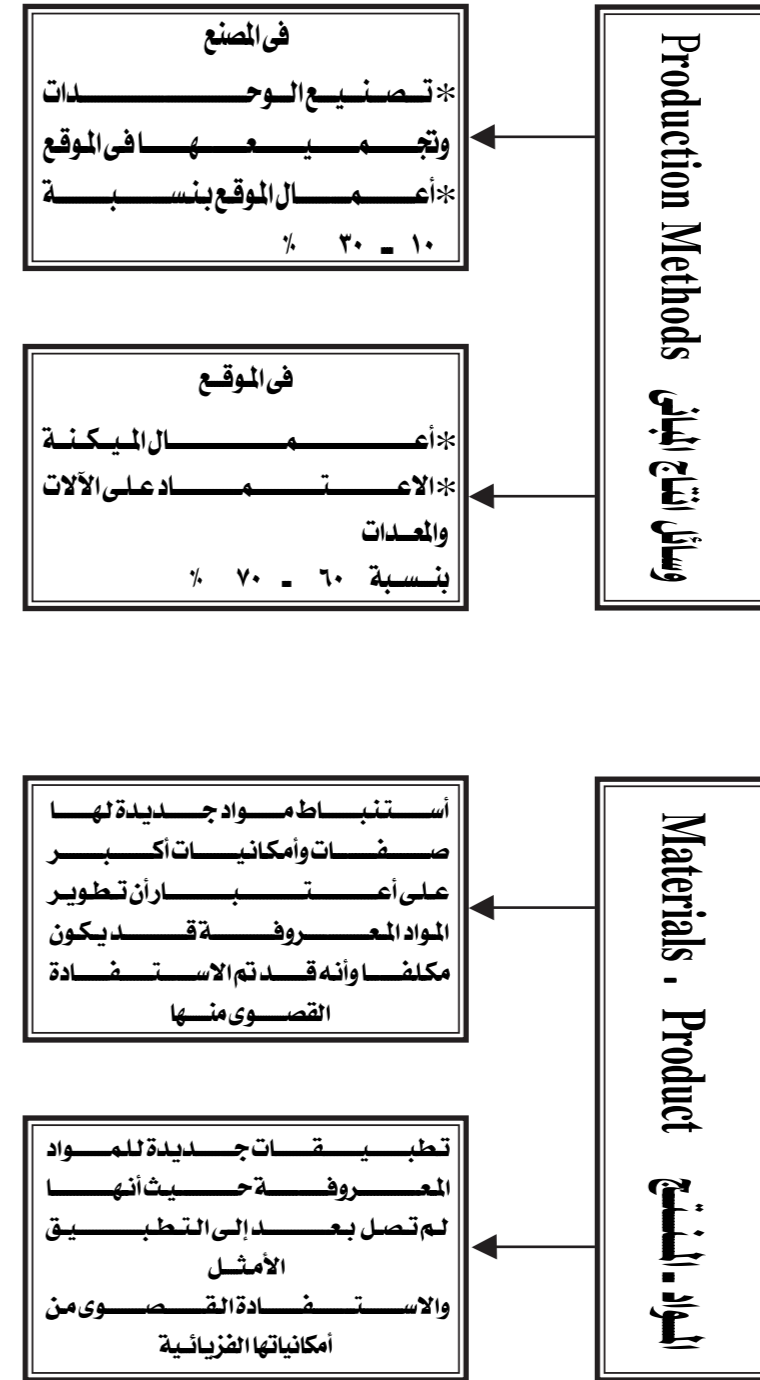 Production Methods وسائل انتاج المبانى
فى المصنع
*تصنيع الوحدات
وتجميعها فى الموقع
*أعمال الموقع بنسبة
١٠ - ٣٠ %
فى الموقع
*أعمال الميكنة
*الاعتماد على الآلات
والمعدات
بنسبة ٦٠ - ٧٠ %
Materials - Product المواد - المنتج
أستنباط مواد جديدة لها
صفات وأمكانيات أكبر
على أعتبار أن تطوير
المواد المعروفة قد يكون
مكلفا وأنه قد تم الاستفادة
القصوى منها
تطبيقات جديدة للمواد
المعروفة حيث أنها
لم تصل بعد إلى التطبيق
الأمثل
والاستفادة القصوى من
أمكانياتها الفزيائية